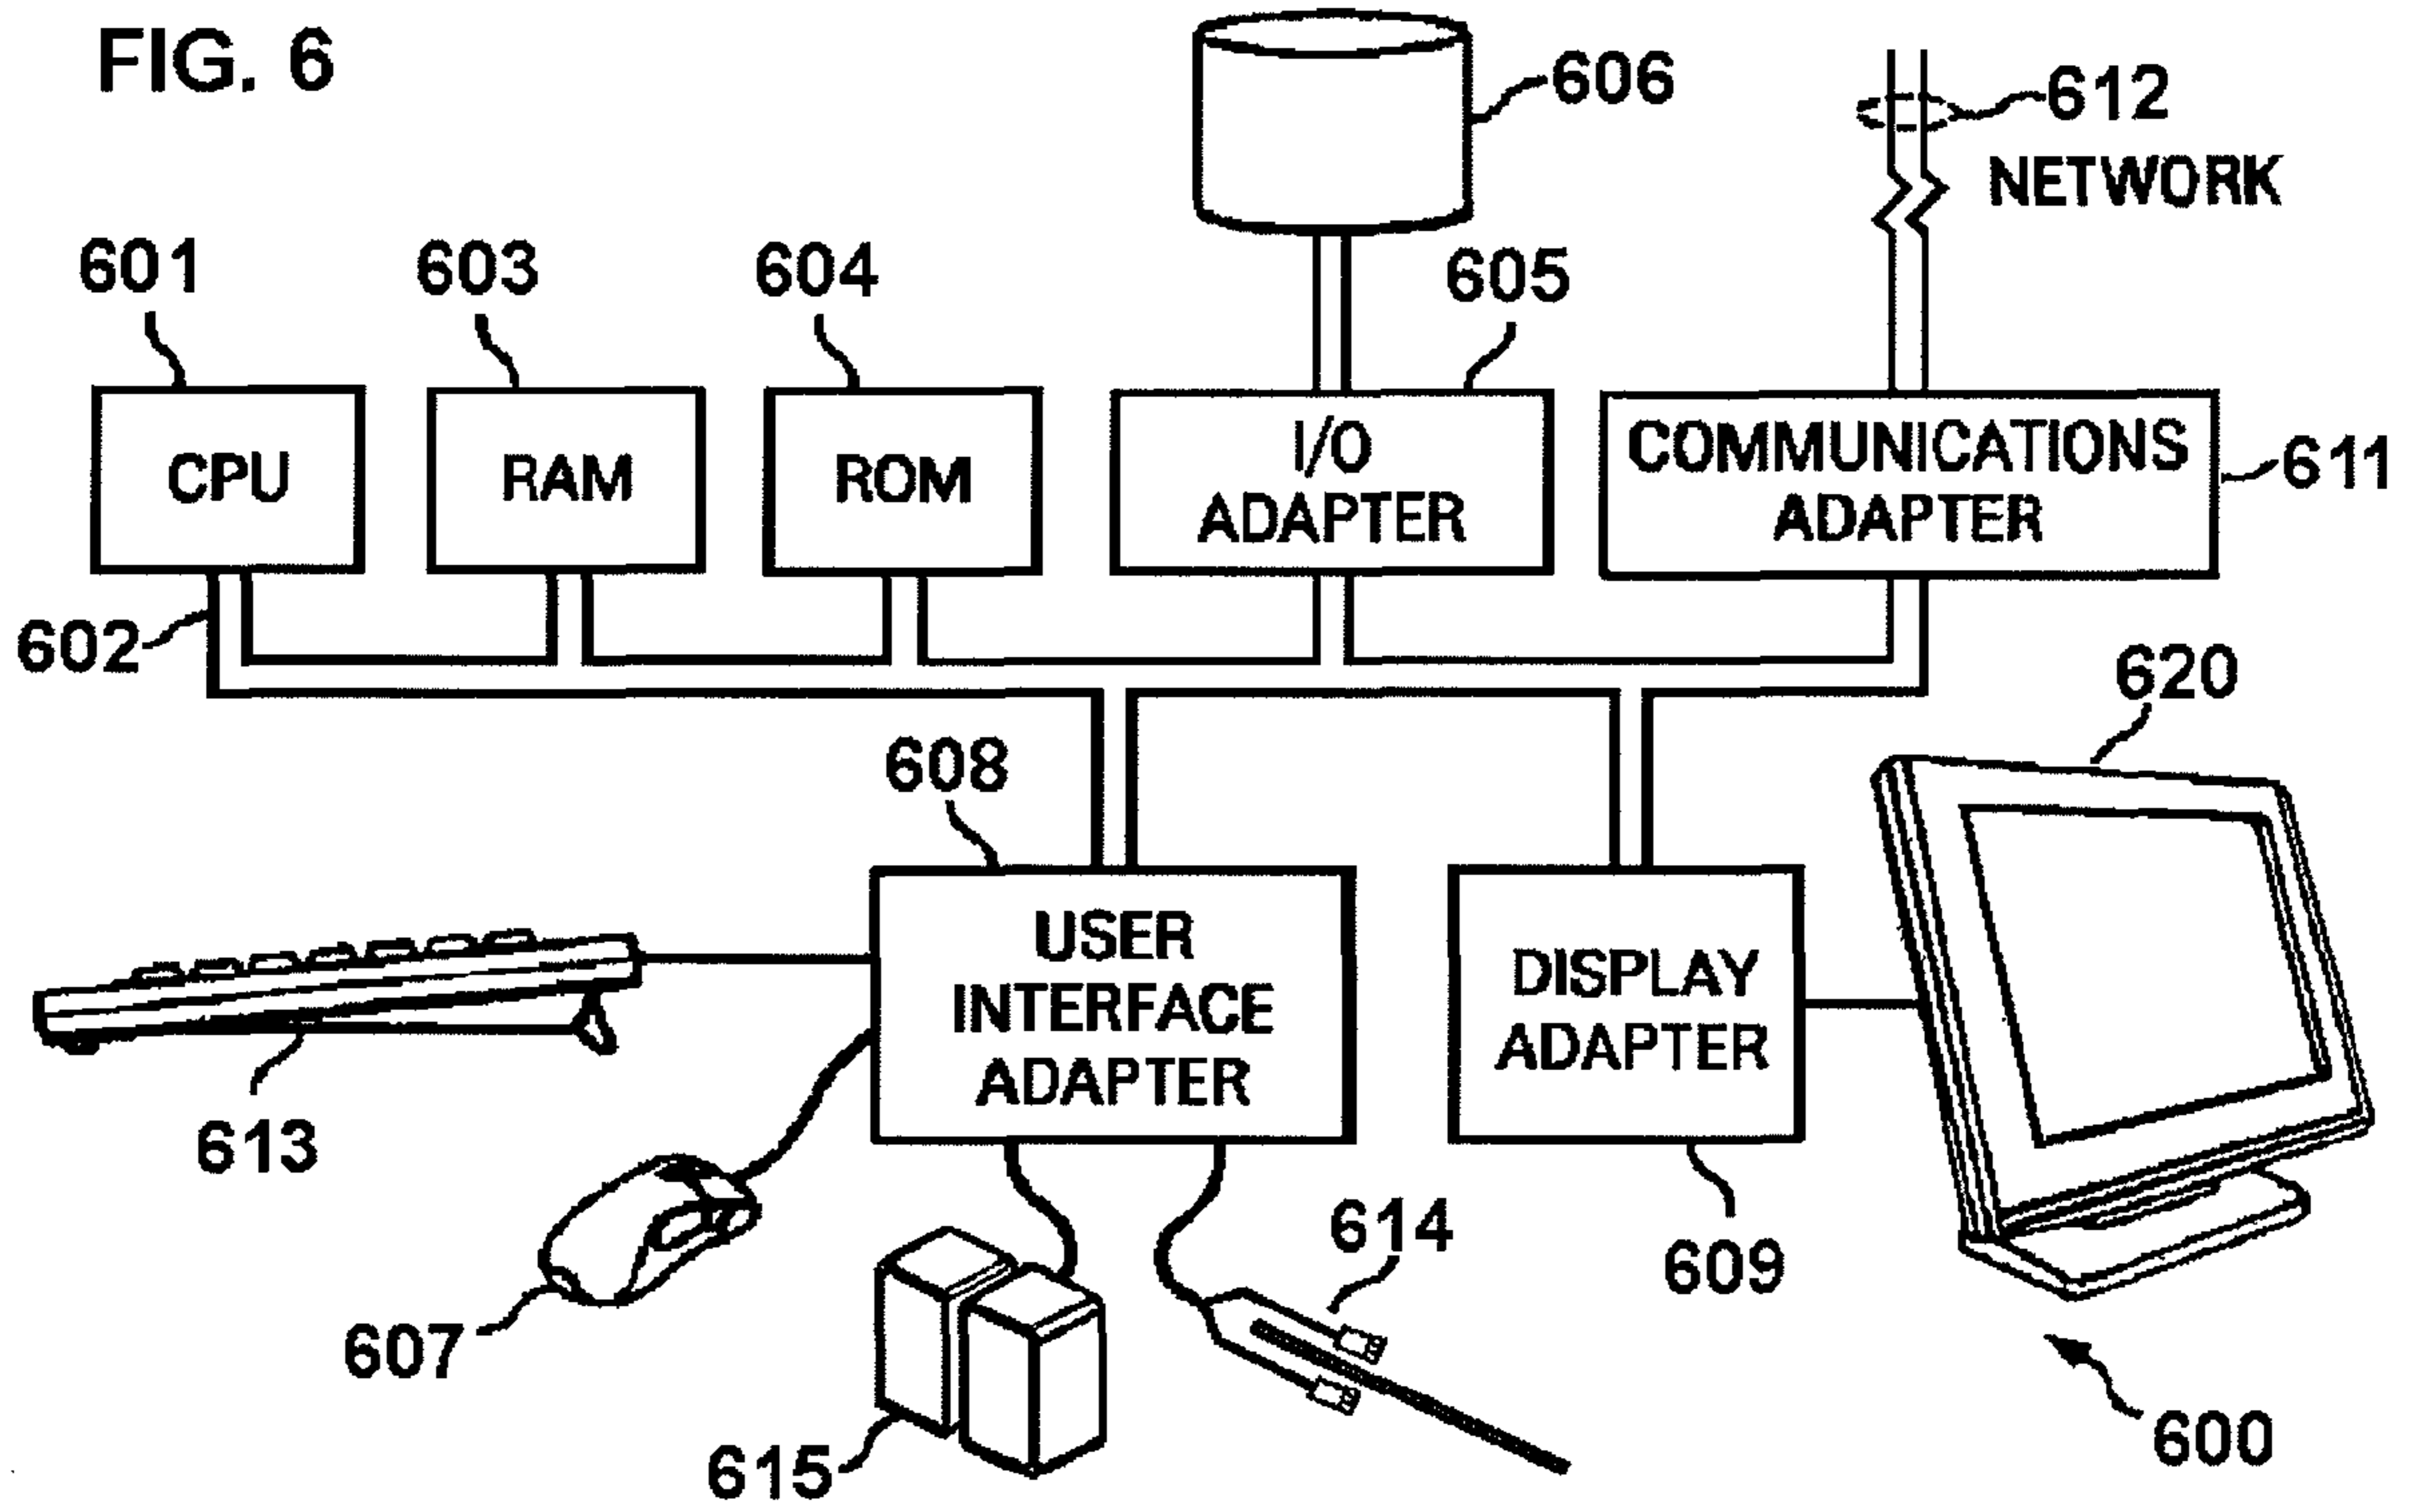 FIG. 6
606
612
NETWORK
601
603
604
605
CPU
RAM
ROM
I/O
ADAPTER
COMMUNICATIONS
ADAPTER
611
602
620
608
USER
INTERFACE
ADAPTER
DISPLAY
ADAPTER
613
607
615
614
609
600